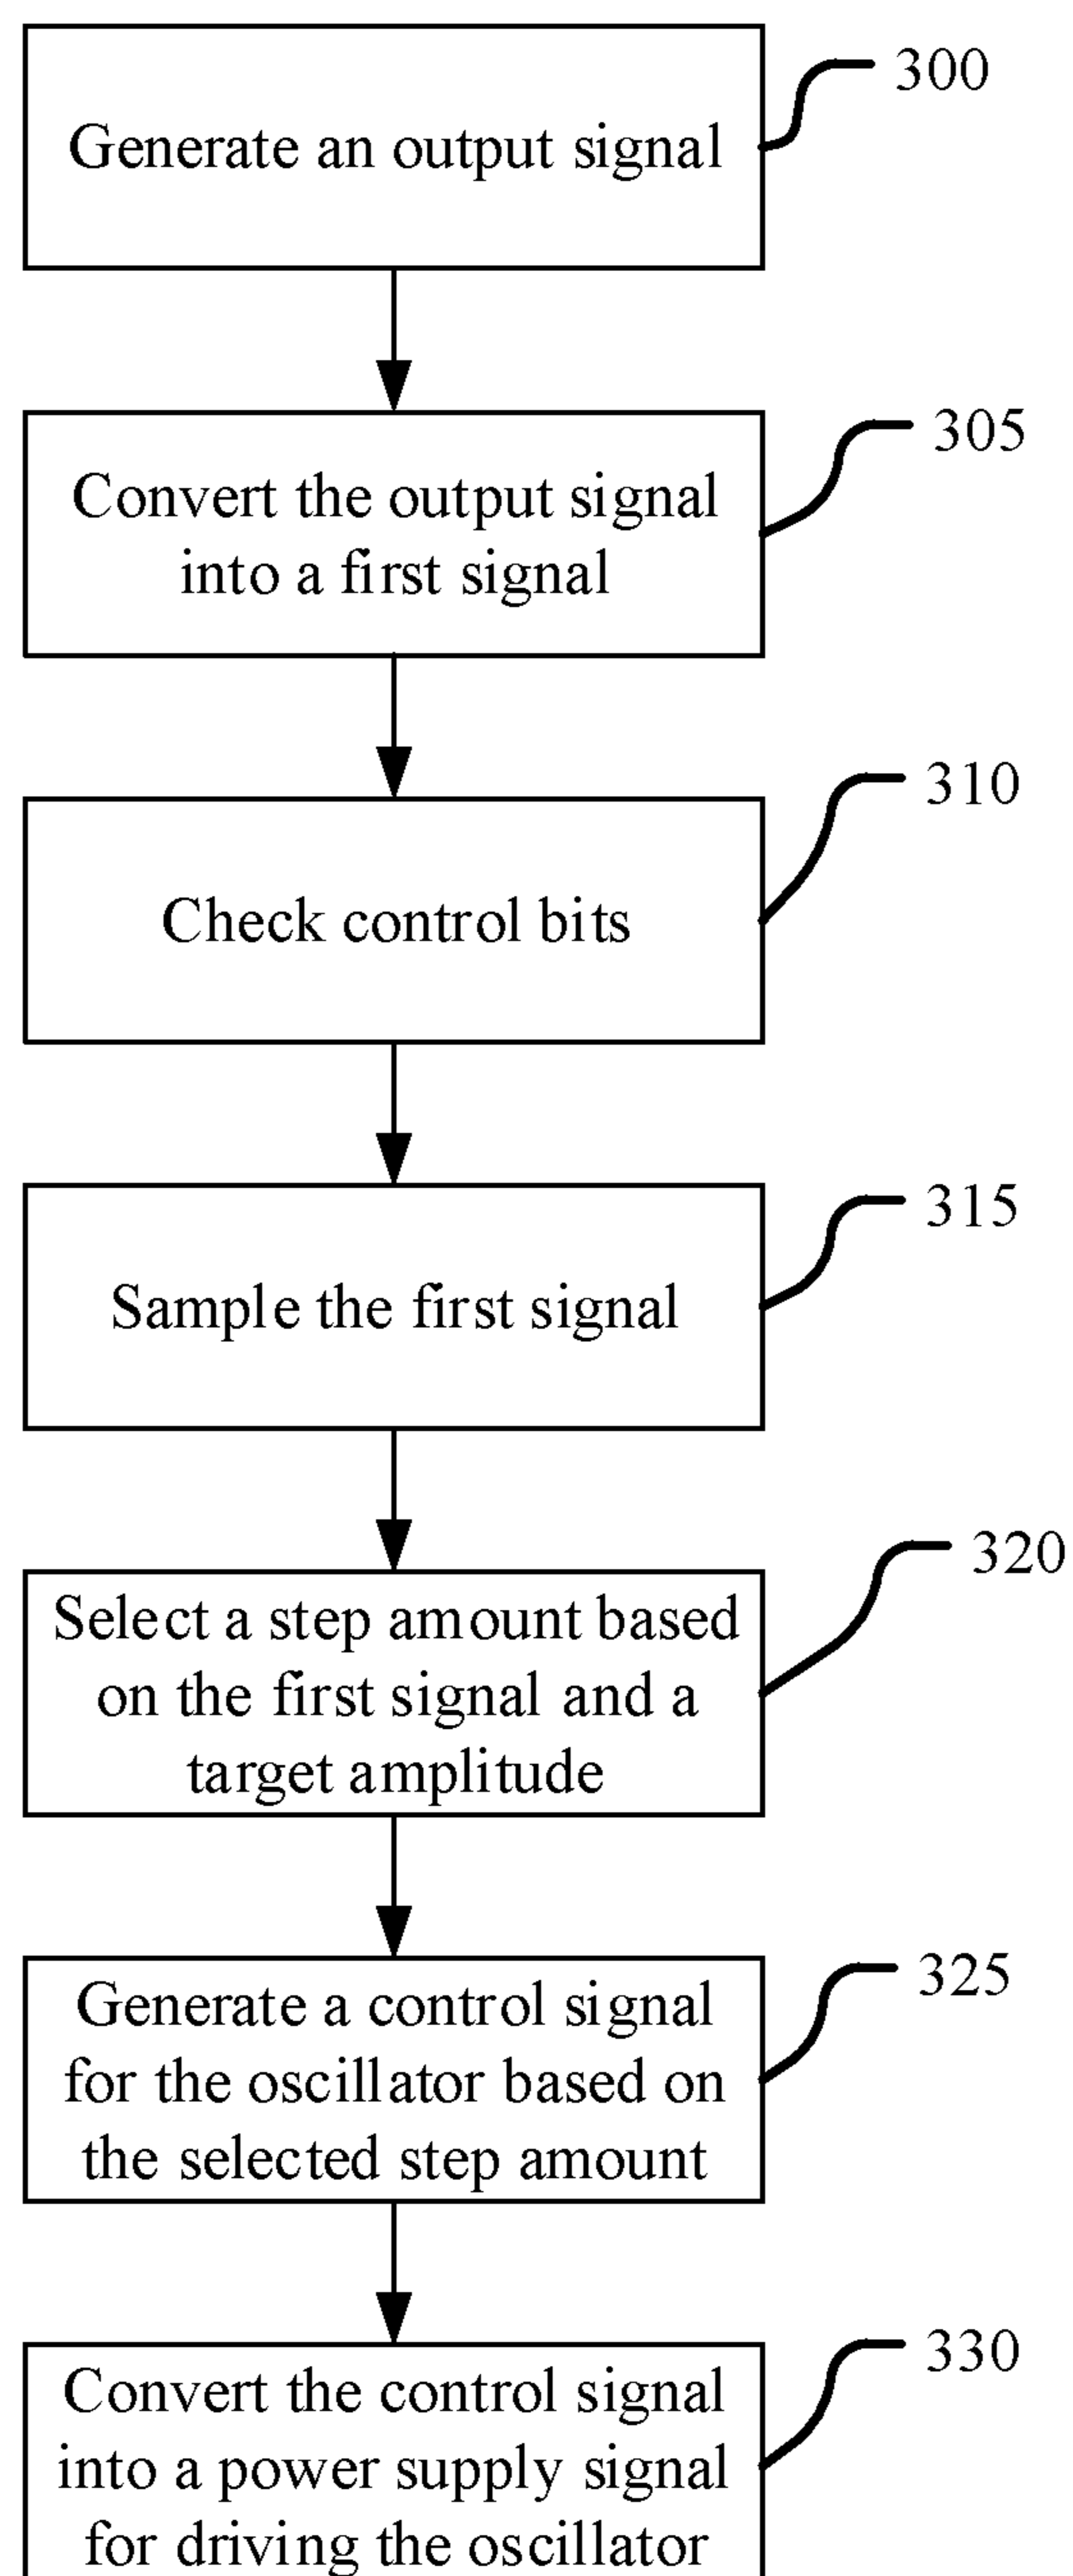 300
Generate an output signal
305
Convert the output signal
into a first signal
310
Check control bits
315
Sample the first signal
320
Select a step amount based
on the first signal and a
target amplitude
325
Generate a control signal
for the oscillator based on
the selected step amount
330
Convert the control signal
into a power supply signal
for driving the oscillator